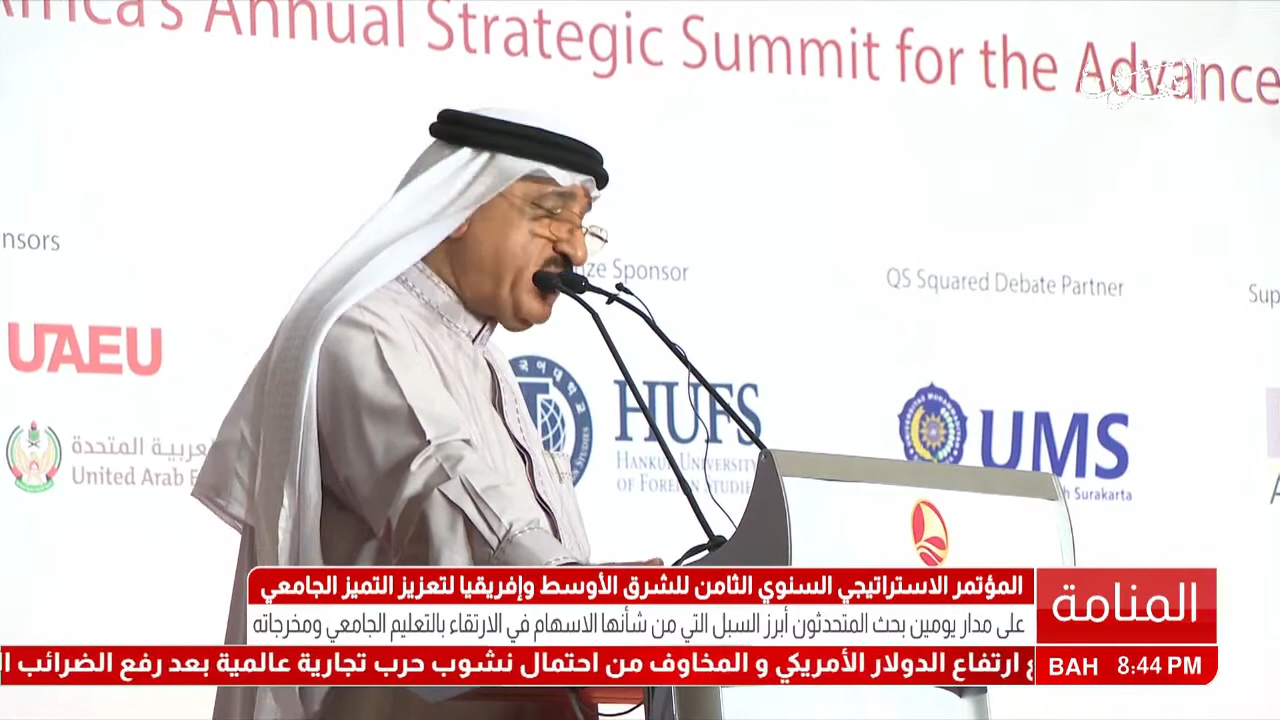 Africa's Annual Strategic Summit for the Advance
nsors
ze Sponsor
QS Squared Debate Partner
Sup
UAEU
العربية المتحدة
United Arab E
HUFS
HANKUK UNIVERSITY
OF FOREIGN STUDIES
UMS
h Surakarta
المؤتمر الاستراتيجي السنوي الثامن للشرق الأوسط وإفريقيا لتعزيز التميز الجامعي
على مدار يومين بحث المتحدثون أبرز السبل التي من شأنها الاسهام في الارتقاء بالتعليم الجامعي ومخرجاته
المنامة
ع ارتفاع الدولار الأمريكي و المخاوف من احتمال نشوب حرب تجارية عالمية بعد رفع الضرائب ال
BAH 8:44 PM